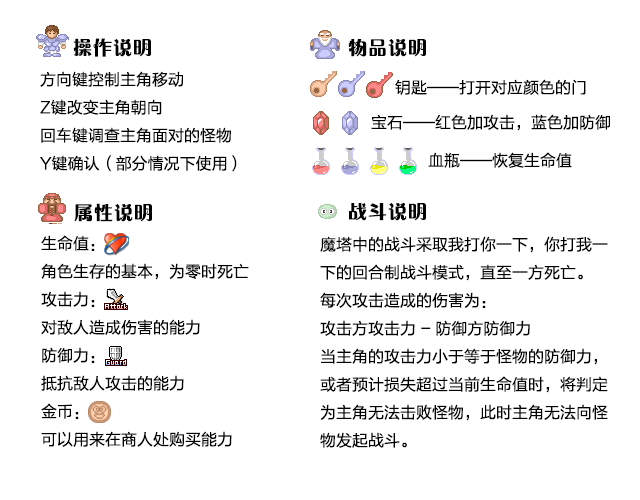 操作说明
方向键控制主角移动
Z键改变主角朝向
回车键调查主角面对的怪物
Y键确认（部分情况下使用）
属性说明
生命值：
角色生存的基本，为零时死亡
攻击力：
Attack
对敌人造成伤害的能力
防御力：
Guard
抵抗敌人攻击的能力
金币：
可以用来在商人处购买能力
物品说明
钥匙——打开对应颜色的门
宝石——红色加攻击，蓝色加防御
血瓶——恢复生命值
战斗说明
魔塔中的战斗采取我打你一下，你打我一
下的回合制战斗模式，直至一方死亡。
每次攻击造成的伤害为：
攻击方攻击力 – 防御方防御力
当主角的攻击力小于等于怪物的防御力，
或者预计损失超过当前生命值时，将判定
为主角无法击败怪物，此时主角无法向怪
物发起战斗。